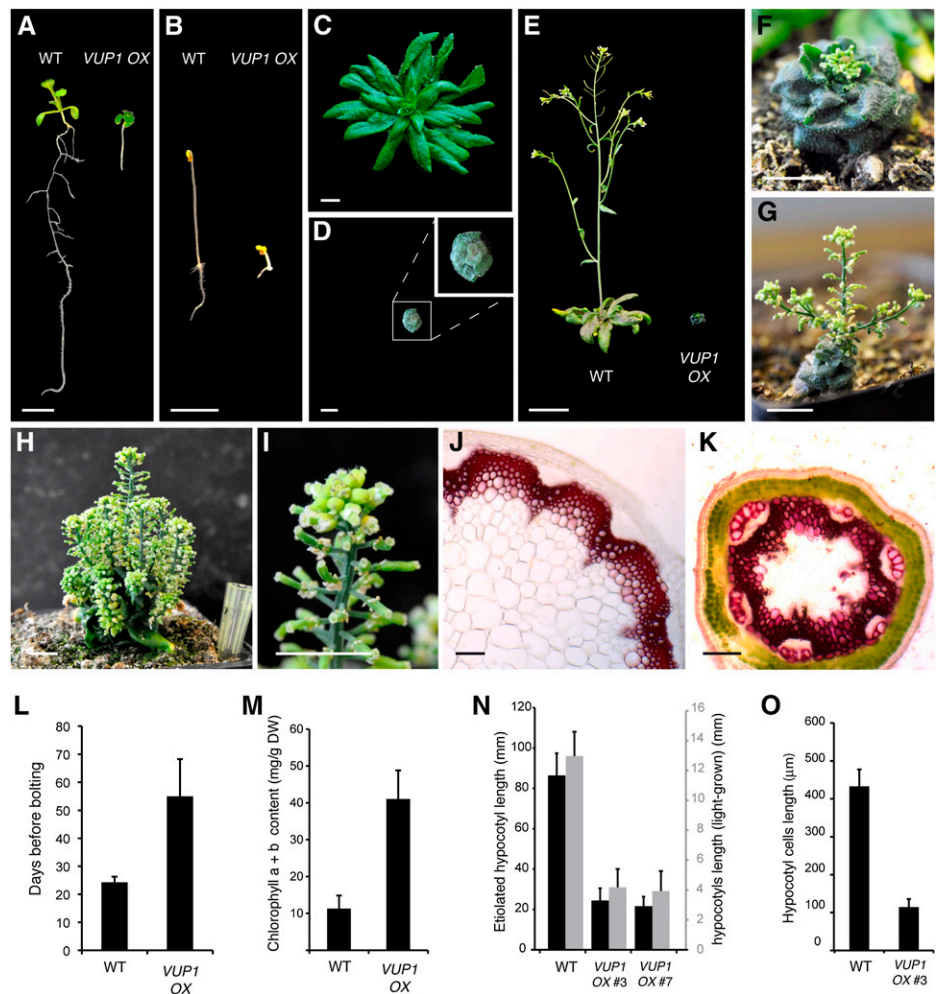 A
WT VUP1 OX
B
WT VUP1 OX
C
D
E
WT
VUP1
OX
F
G
H
I
J
K
L
Days before bolting
80
70
60
50
40
30
20
10
0
WT
VUP1
OX
M
Chlorophyll a + b content (mg/g DW)
60
50
40
30
20
10
WT
VUP1
OX
N
Etiolated hypocotyl length (mm)
120
100
80
60
40
20
0
WT
VUP1
OX #3
VUP1
OX #7
16
14
12
10
8
6
4
2
0
hypocotyls length (light-grown) (mm)
O
Hypocotyl cells length (μm)
600
500
400
300
200
100
0
WT
VUP1
OX #3